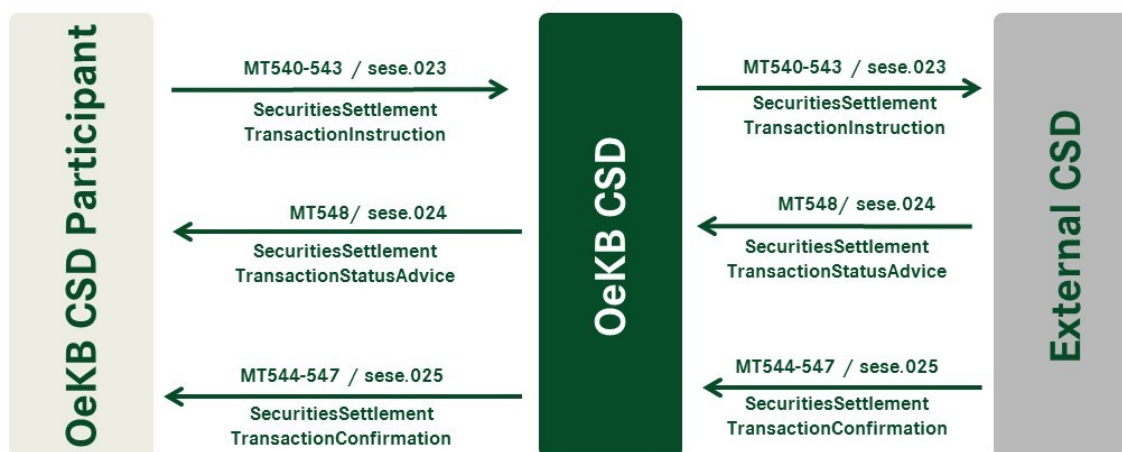 OeKB CSD Participant
MT540-543 / sese.023
SecuritiesSettlement
TransactionInstruction
MT548/ sese.024
SecuritiesSettlement
TransactionStatusAdvice
MT544-547 / sese.025
SecuritiesSettlement
TransactionConfirmation
OeKB CSD
MT540-543 / sese.023
SecuritiesSettlement
TransactionInstruction
MT548/ sese.024
SecuritiesSettlement
TransactionStatusAdvice
MT544-547 / sese.025
SecuritiesSettlement
TransactionConfirmation
External CSD